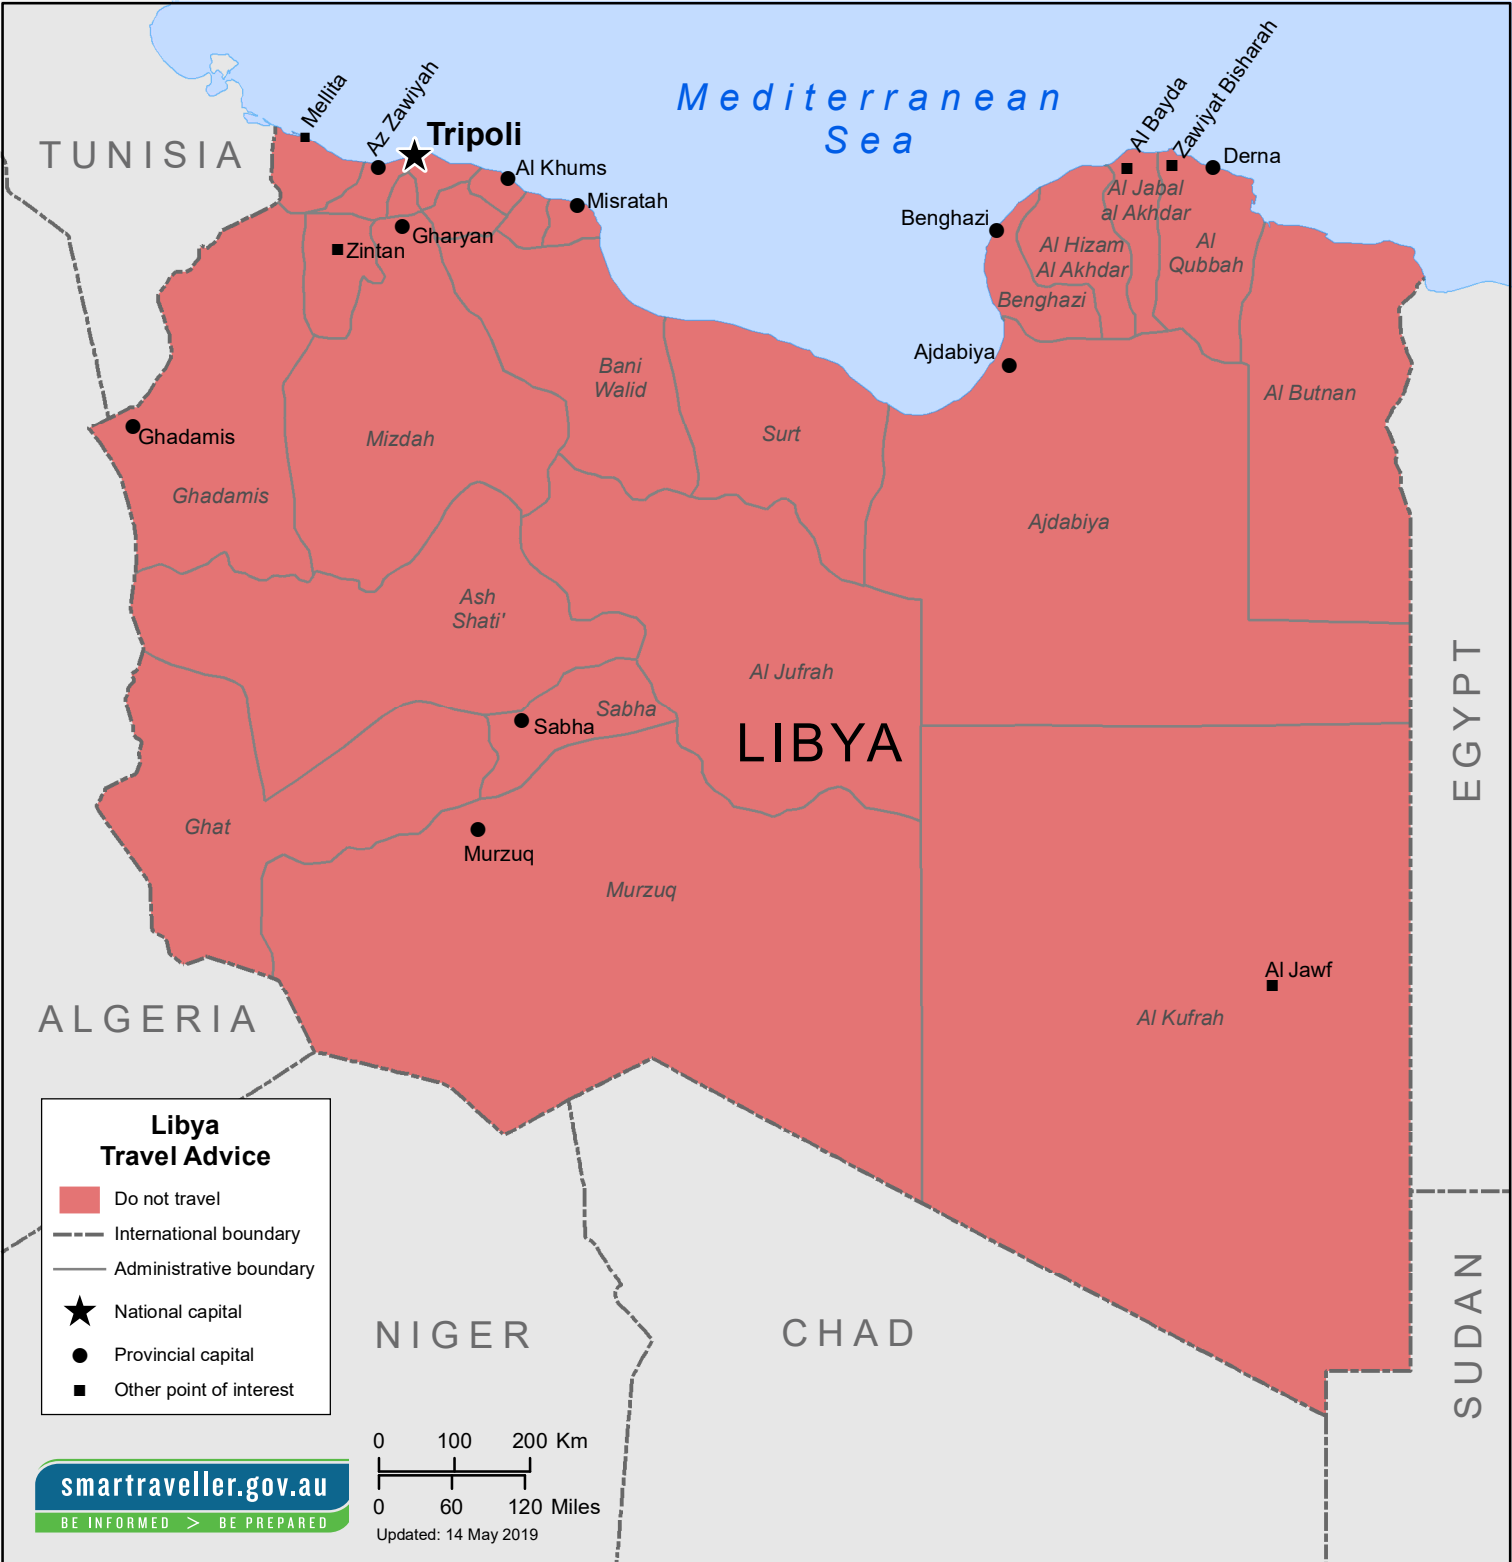 Mediterranean
Sea
TUNISIA
Mellita
Az Zawiyah
Tripoli
Al Khums
Misratah
Gharyan
Zintan
Al Bayda
Zawiyat Bisharah
Derna
Benghazi
Al Jabal
al Akhdar
Al Hizam
Al Akhdar
Al
Qubbah
Benghazi
Ajdabiya
Bani
Walid
Al Butnan
Ghadamis
Mizdah
Surt
Ghadamis
Ajdabiya
Ash
Shati'
Al Jufrah
Sabha
Sabha
LIBYA
EGYPT
Ghat
Murzuq
Murzuq
Al Jawf
Al Kufrah
ALGERIA
NIGER
CHAD
SUDAN
Libya
Travel Advice
Do not travel
International boundary
Administrative boundary
National capital
Provincial capital
Other point of interest
smartraveller.gov.au
BE INFORMED > BE PREPARED
0 100 200 Km
0 60 120 Miles
Updated: 14 May 2019